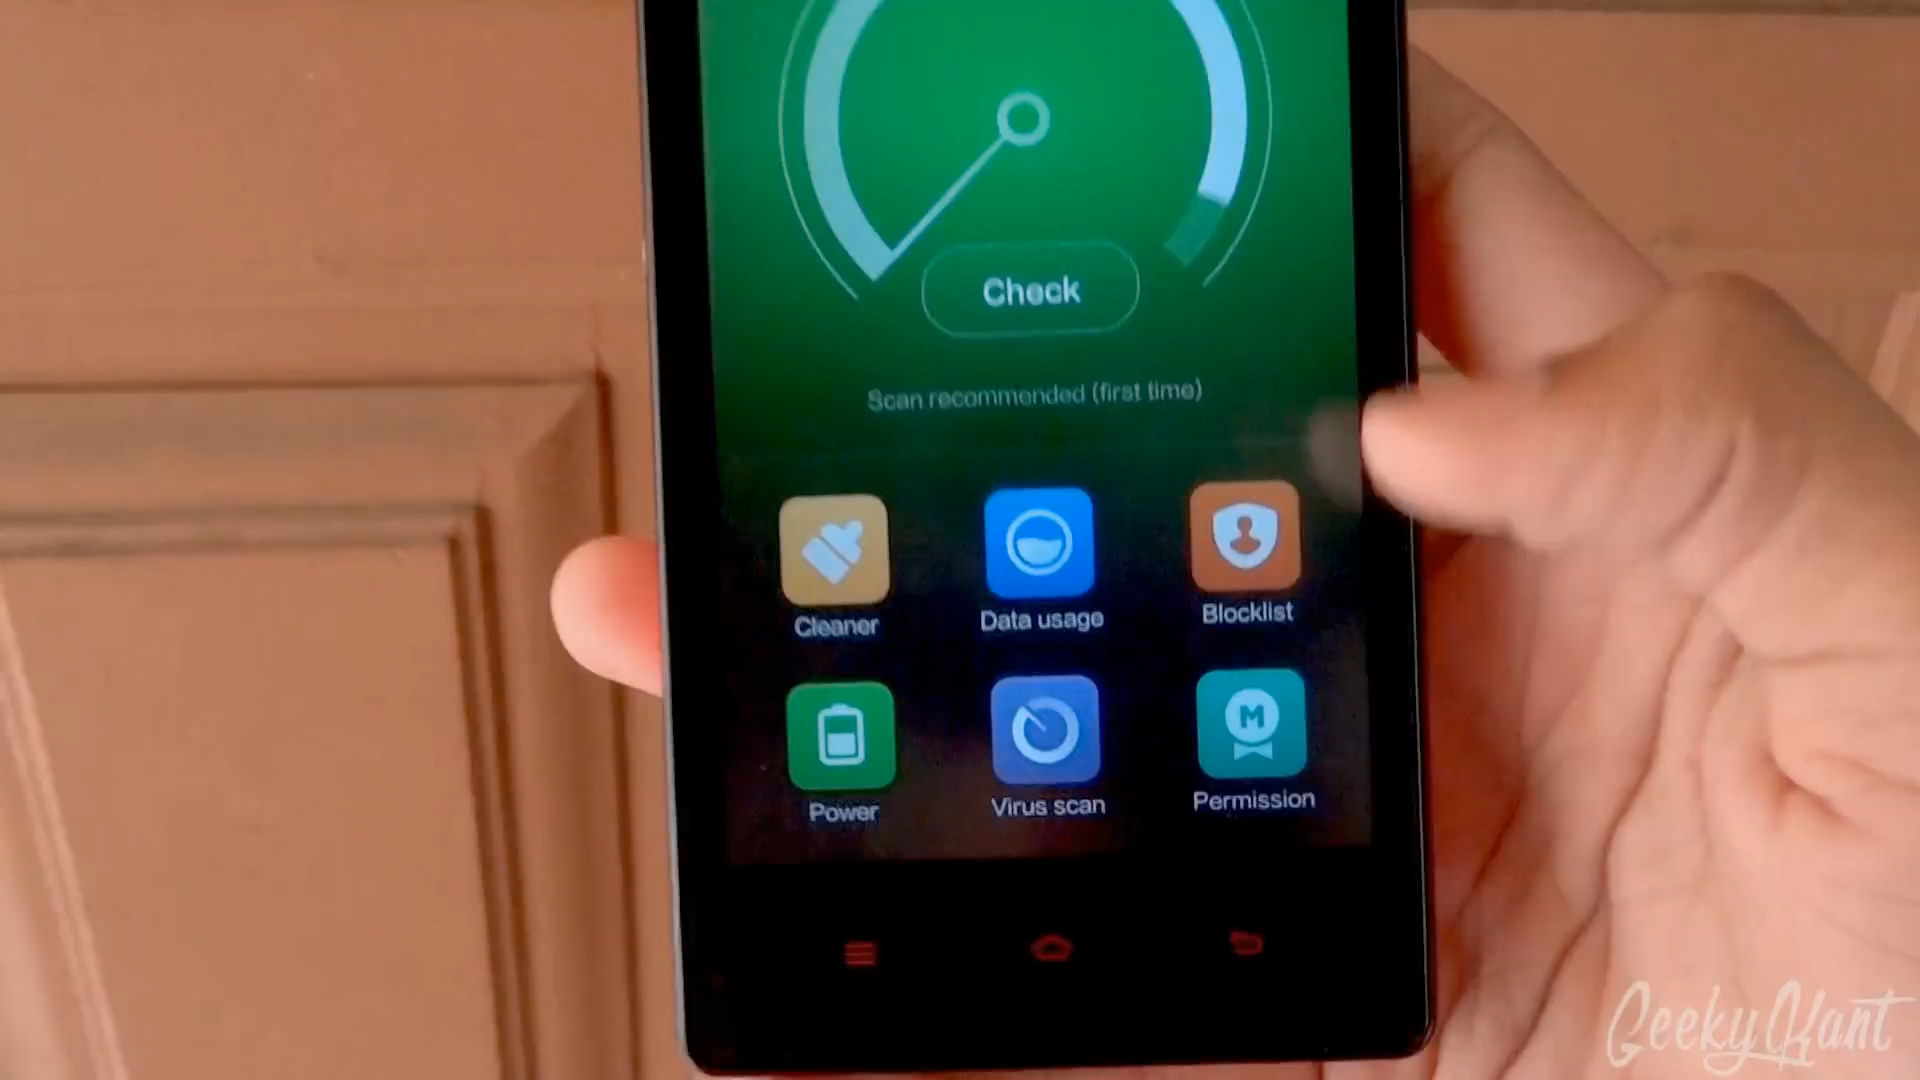 Check
Scan recommended (first time)
Cleaner
Data usage
Blocklist
M
Power
Virus scan
Permission
GeekyKant